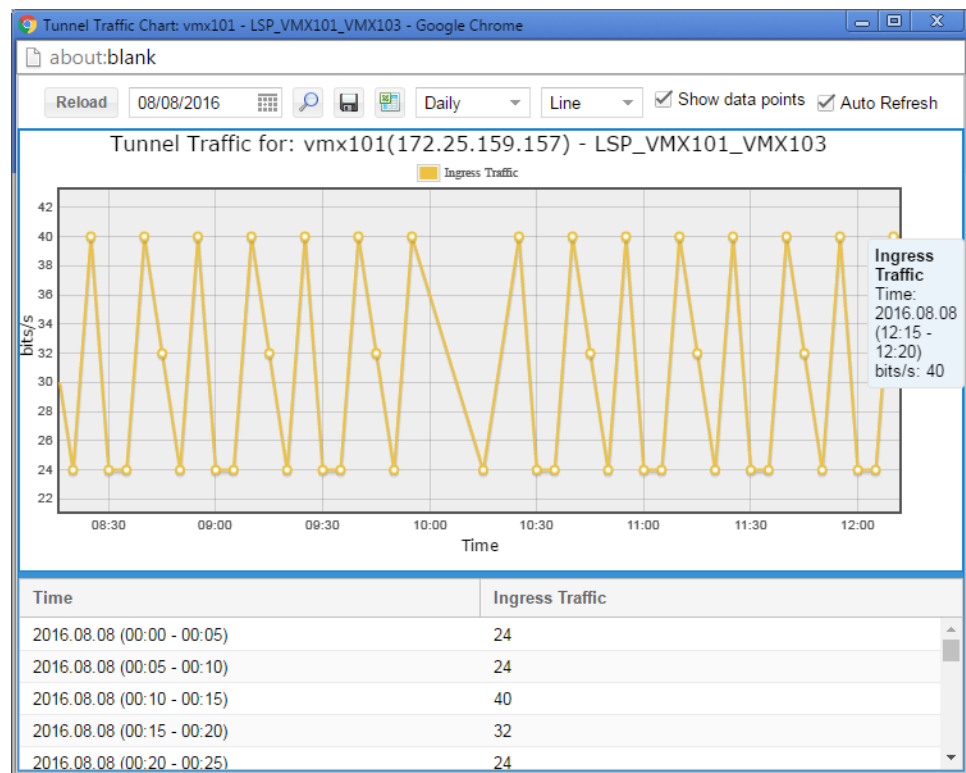 Tunnel Traffic Chart: vmx101 - LSP_VMX101_VMX103 - Google Chrome
about:blank
Reload 08/08/2016 Daily Line Show data points Auto Refresh
Tunnel Traffic for: vmx101(172.25.159.157) - LSP_VMX101_VMX103
Ingress Traffic
42
40
38
36
34
32
30
28
26
24
22
bits/s
Ingress
Traffic
Time:
2016.08.08
(12:15 -
12:20)
bits/s: 40
08:30 09:00 09:30 10:00 10:30 11:00 11:30 12:00
Time
Time Ingress Traffic
2016.08.08 (00:00 - 00:05) 24
2016.08.08 (00:05 - 00:10) 24
2016.08.08 (00:10 - 00:15) 40
2016.08.08 (00:15 - 00:20) 32
2016.08.08 (00:20 - 00:25) 24